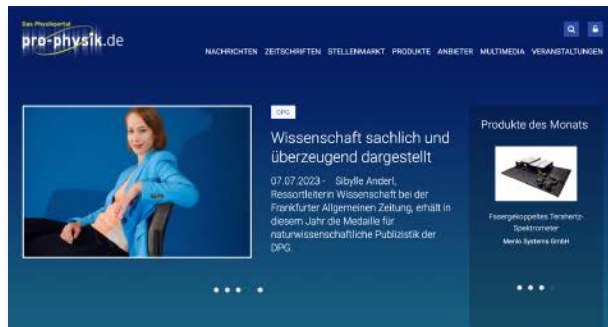 Das Physikportal
pro-physik.de
NACHRICHTEN ZEITSCHRIFTEN STELLENMARKT PRODUKTE ANBIETER MULTIMEDIA VERANSTALTUNGEN
DPG
Wissenschaft sachlich und
überzeugend dargestellt
07.07.2023 - Sibylle Anderl,
Ressortleiterin Wissenschaft bei der
Frankfurter Allgemeinen Zeitung, erhält in
diesem Jahr die Medaille für
naturwissenschaftliche Publizistik der
DPG.
Produkte des Monats
Fasergekoppeltes Terahertz-
Spektrometer
Menlo Systems GmbH